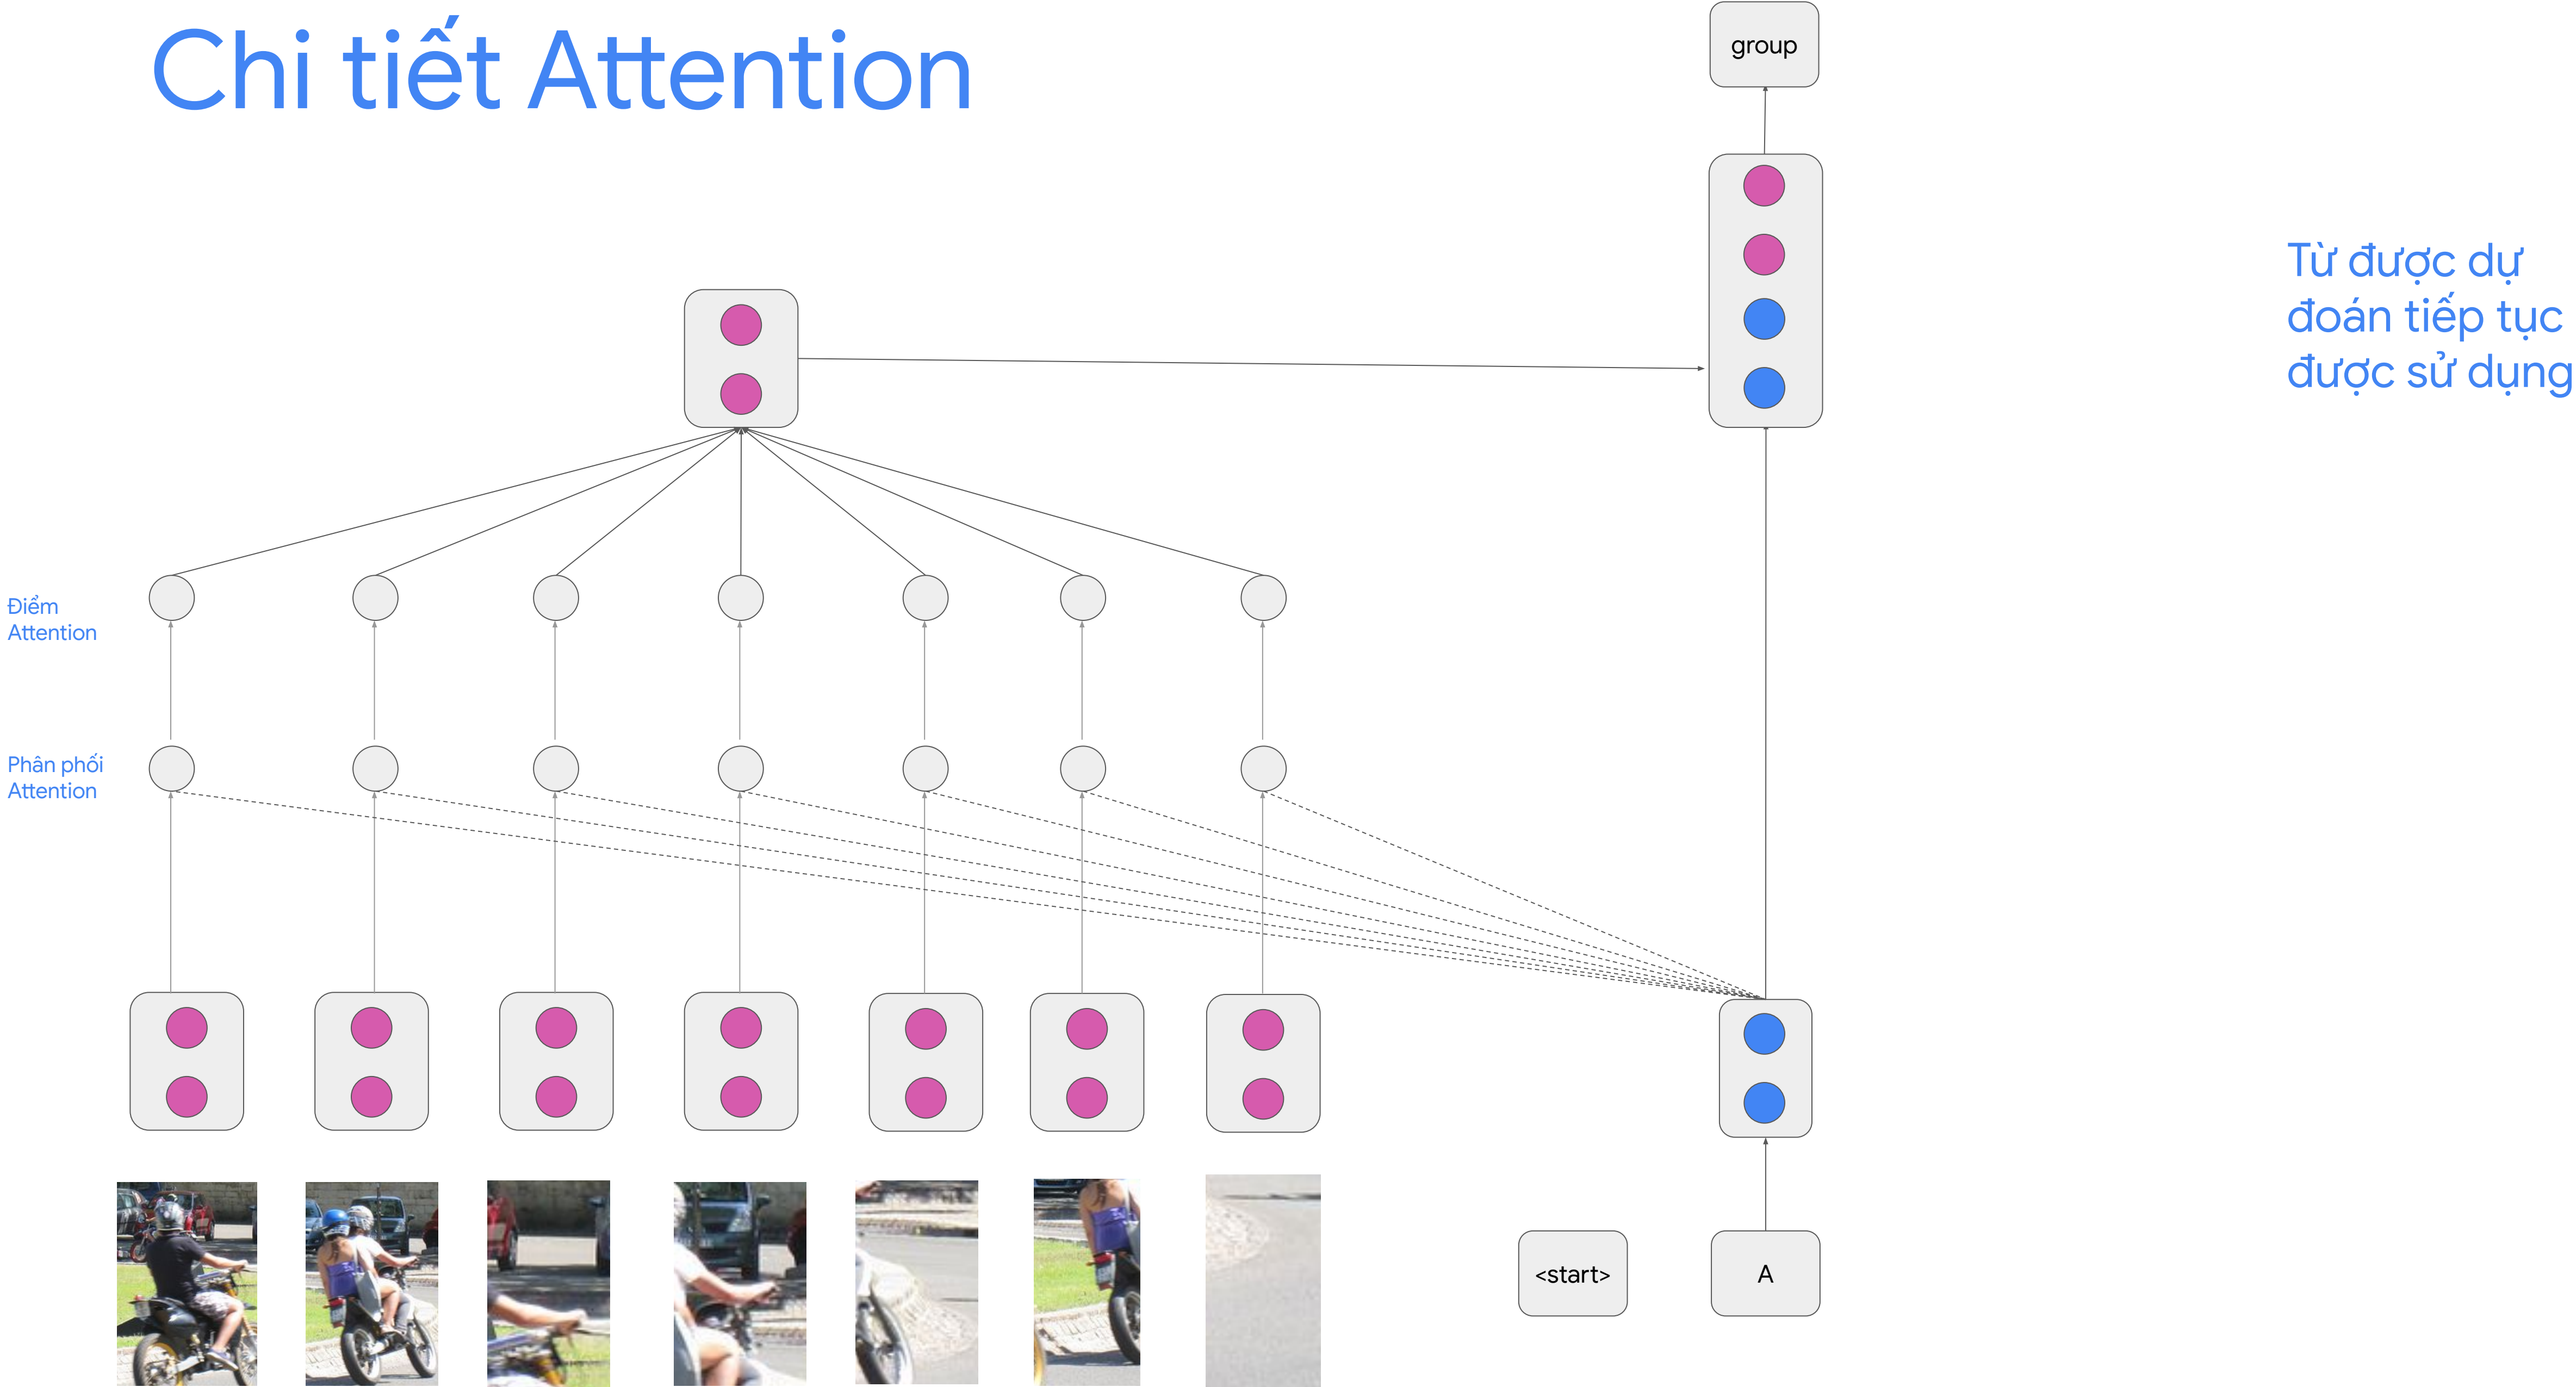 Chi tiết Attention
group
Từ được dự
đoán tiếp tục
được sử dụng
Điểm
Attention
Phân phối
Attention
<start>
A